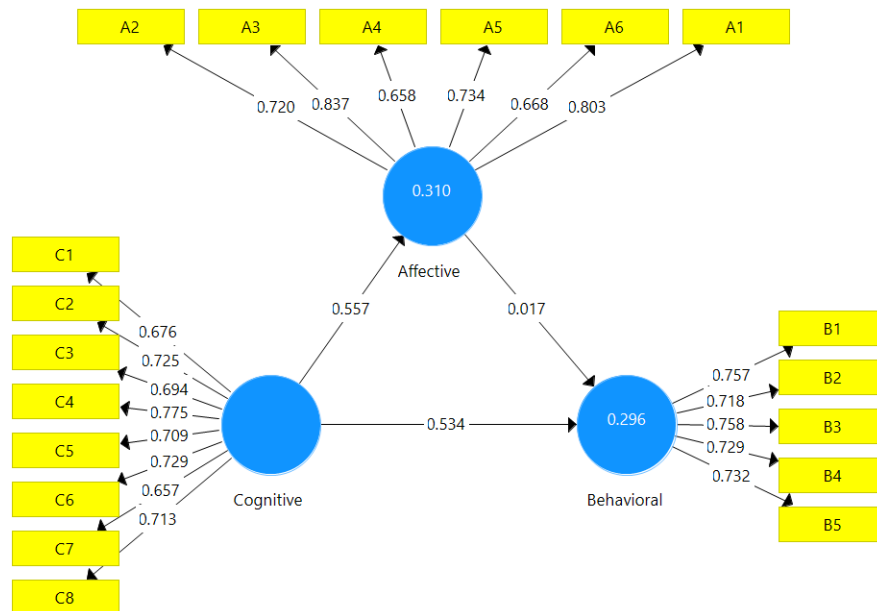 A2 A3 A4 A5 A6 A1
0.720 0.837 0.658 0.734 0.668 0.803
0.310
Affective
C1
C2
C3
C4
C5
C6
C7
C8
0.676
0.725
0.694
0.775
0.709
0.729
0.657
0.713
Cognitive
0.557
0.017
0.534
0.296
Behavioral
0.757
0.718
0.758
0.729
0.732
B1
B2
B3
B4
B5